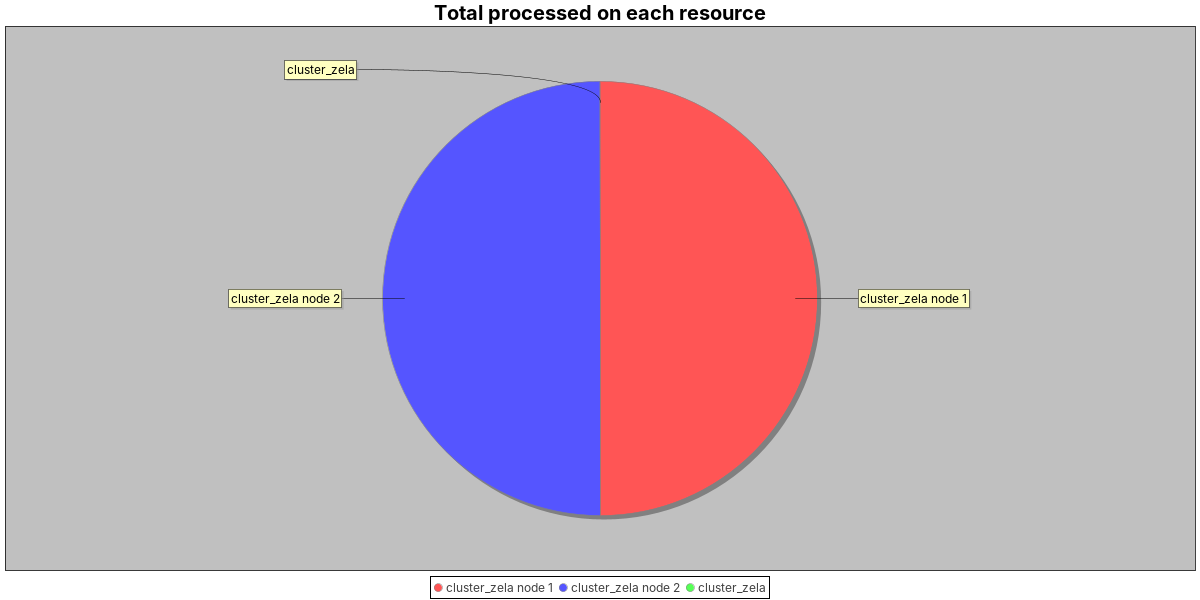 Total processed on each resource
cluster_zela
cluster_zela node 2
cluster_zela node 1
cluster_zela node 1 cluster_zela node 2 cluster_zela